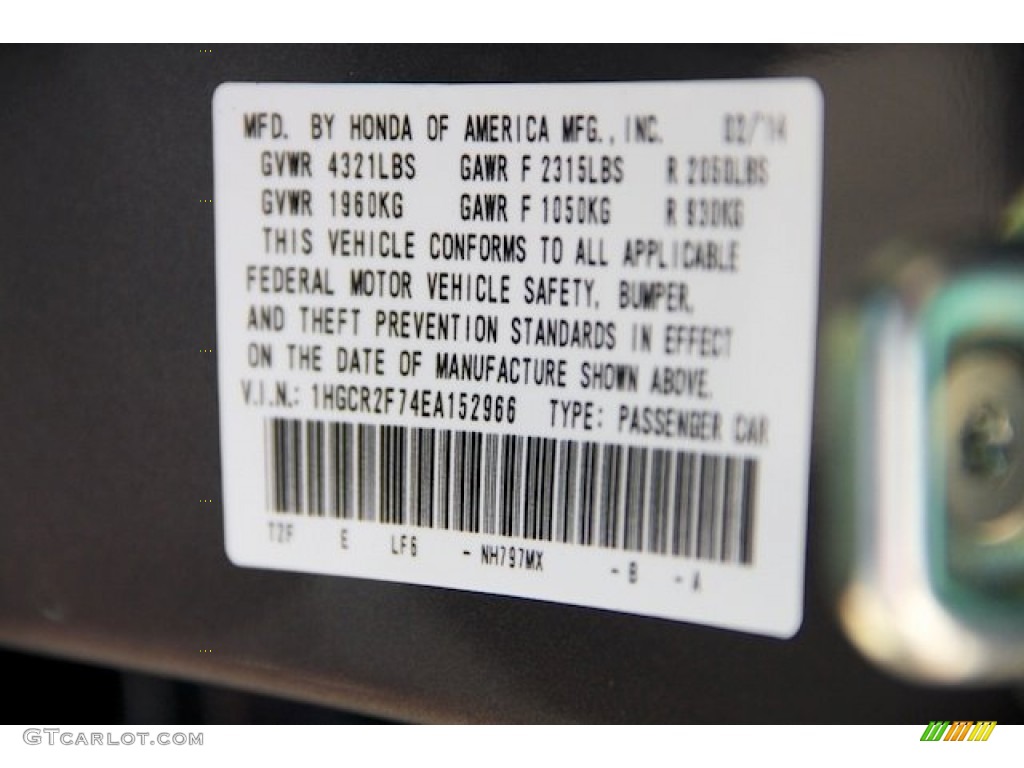 MFD. BY HONDA OF AMERICA MFG., INC. 02/14
GVWR 4321LBS GAWR F 2315LBS R 2050LBS
GVWR 1960KG GAWR F 1050KG R 930KG
THIS VEHICLE CONFORMS TO ALL APPLICABLE
FEDERAL MOTOR VEHICLE SAFETY, BUMPER,
AND THEFT PREVENTION STANDARDS IN EFFECT
ON THE DATE OF MANUFACTURE SHOWN ABOVE.
V.I.N.: 1HGCR2F74EA152966 TYPE: PASSENGER CAR
T2F E LF6 - NH797MX - B - A
GTCARLOT.COM